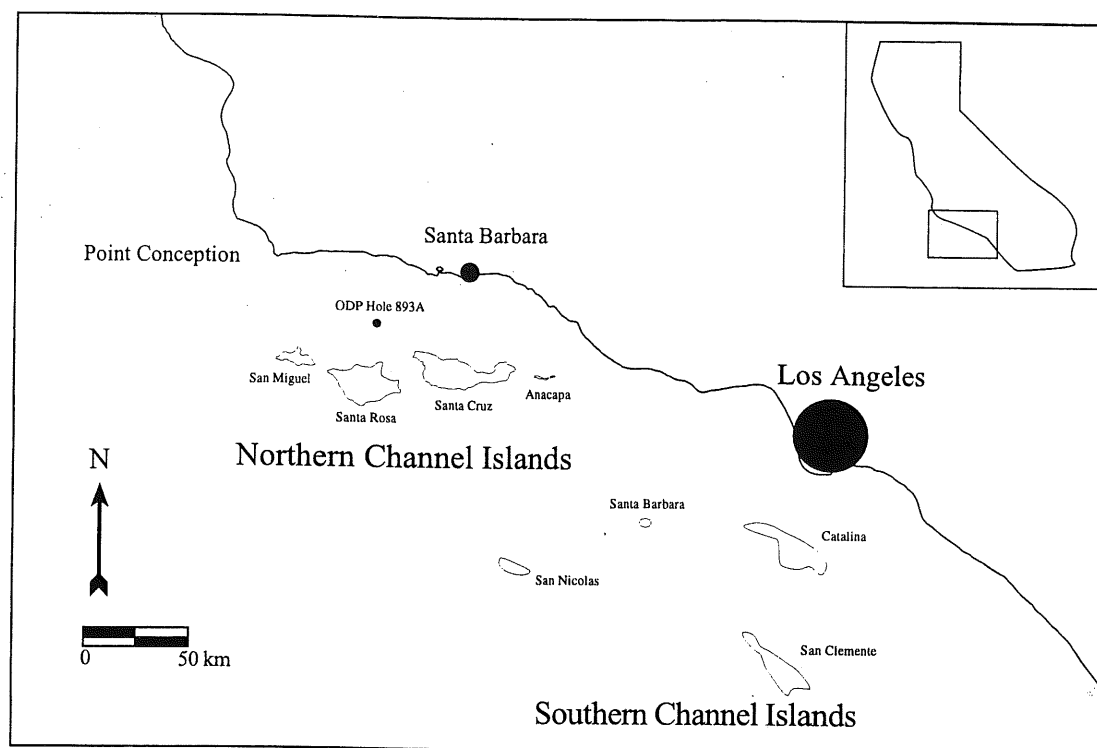 Santa Barbara
Point Conception
ODP Hole 893A
San Miguel
Santa Rosa
Santa Cruz
Anacapa
Los Angeles
Northern Channel Islands
N
Santa Barbara
Catalina
San Nicolas
San Clemente
0 50 km
Southern Channel Islands